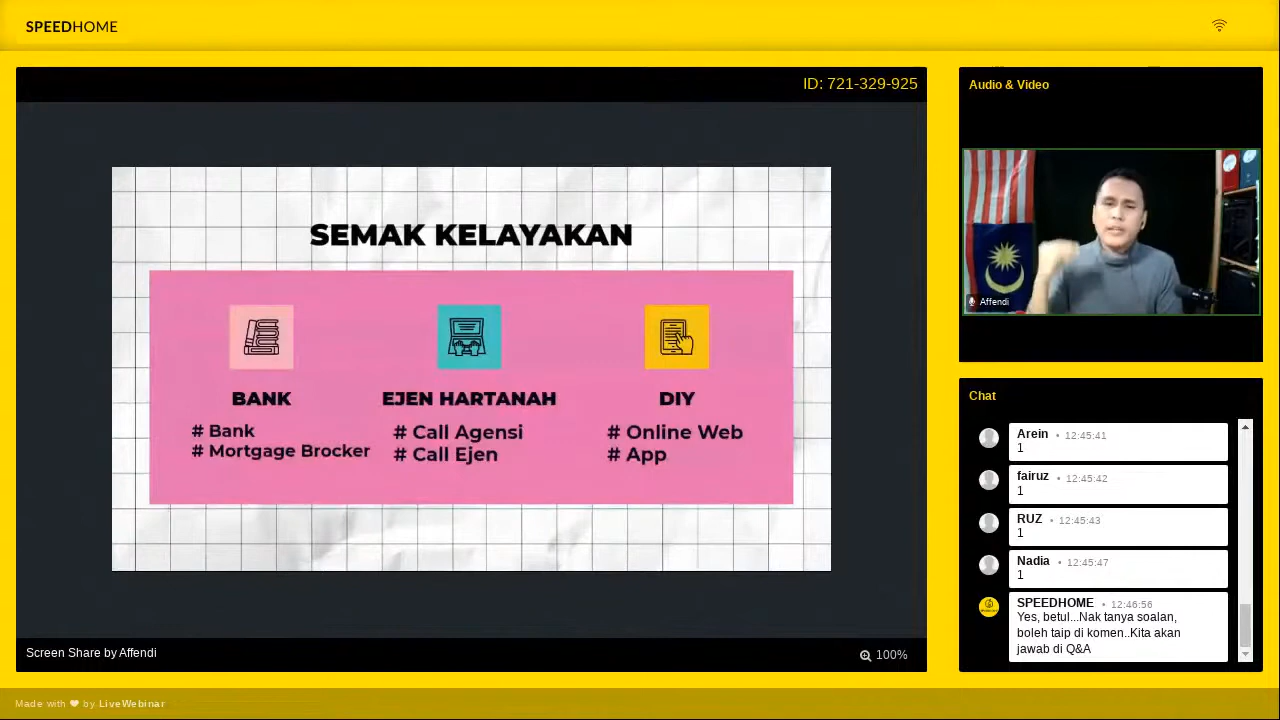 SPEEDHOME
ID: 721-329-925
SEMAK KELAYAKAN
BANK
# Bank
# Mortgage Brocker
EJEN HARTANAH
# Call Agensi
# Call Ejen
DIY
# Online Web
# App
Screen Share by Affendi
100%
Audio & Video
Affendi
Chat
Arein • 12:45:41
1
fairuz • 12:45:42
1
RUZ • 12:45:43
1
Nadia • 12:45:47
1
SPEEDHOME • 12:46:56
Yes, betul...Nak tanya soalan,
boleh taip di komen..Kita akan
jawab di Q&A
Made with ❤ by LiveWebinar